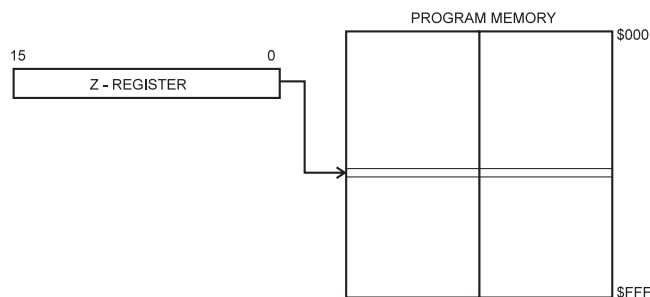 PROGRAM MEMORY
$000
15 0
Z - REGISTER
$FFF